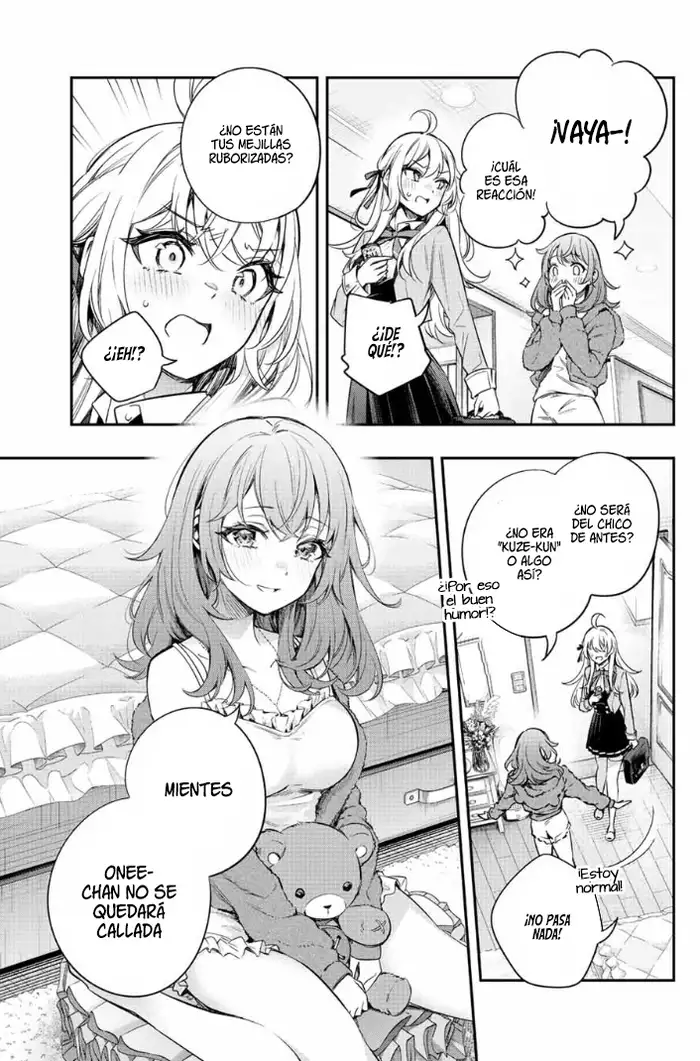 ¡VAYA-!
¡CUÁL
ES ESA
REACCIÓN!
¿¡DE
QUÉ!?
¿NO ESTÁN
TUS MEJILLAS
RUBORIZADAS?
¿¡EH!?
¿NO SERÁ
DEL CHICO
DE ANTES?
¿NO ERA
"KUZE-KUN"
O ALGO
ASÍ?
¿¡Por eso
el buen
humor!?
¡Estoy
normal!
¡NO PASA
NADA!
MIENTES
ONEE-
CHAN NO SE
QUEDARÁ
CALLADA